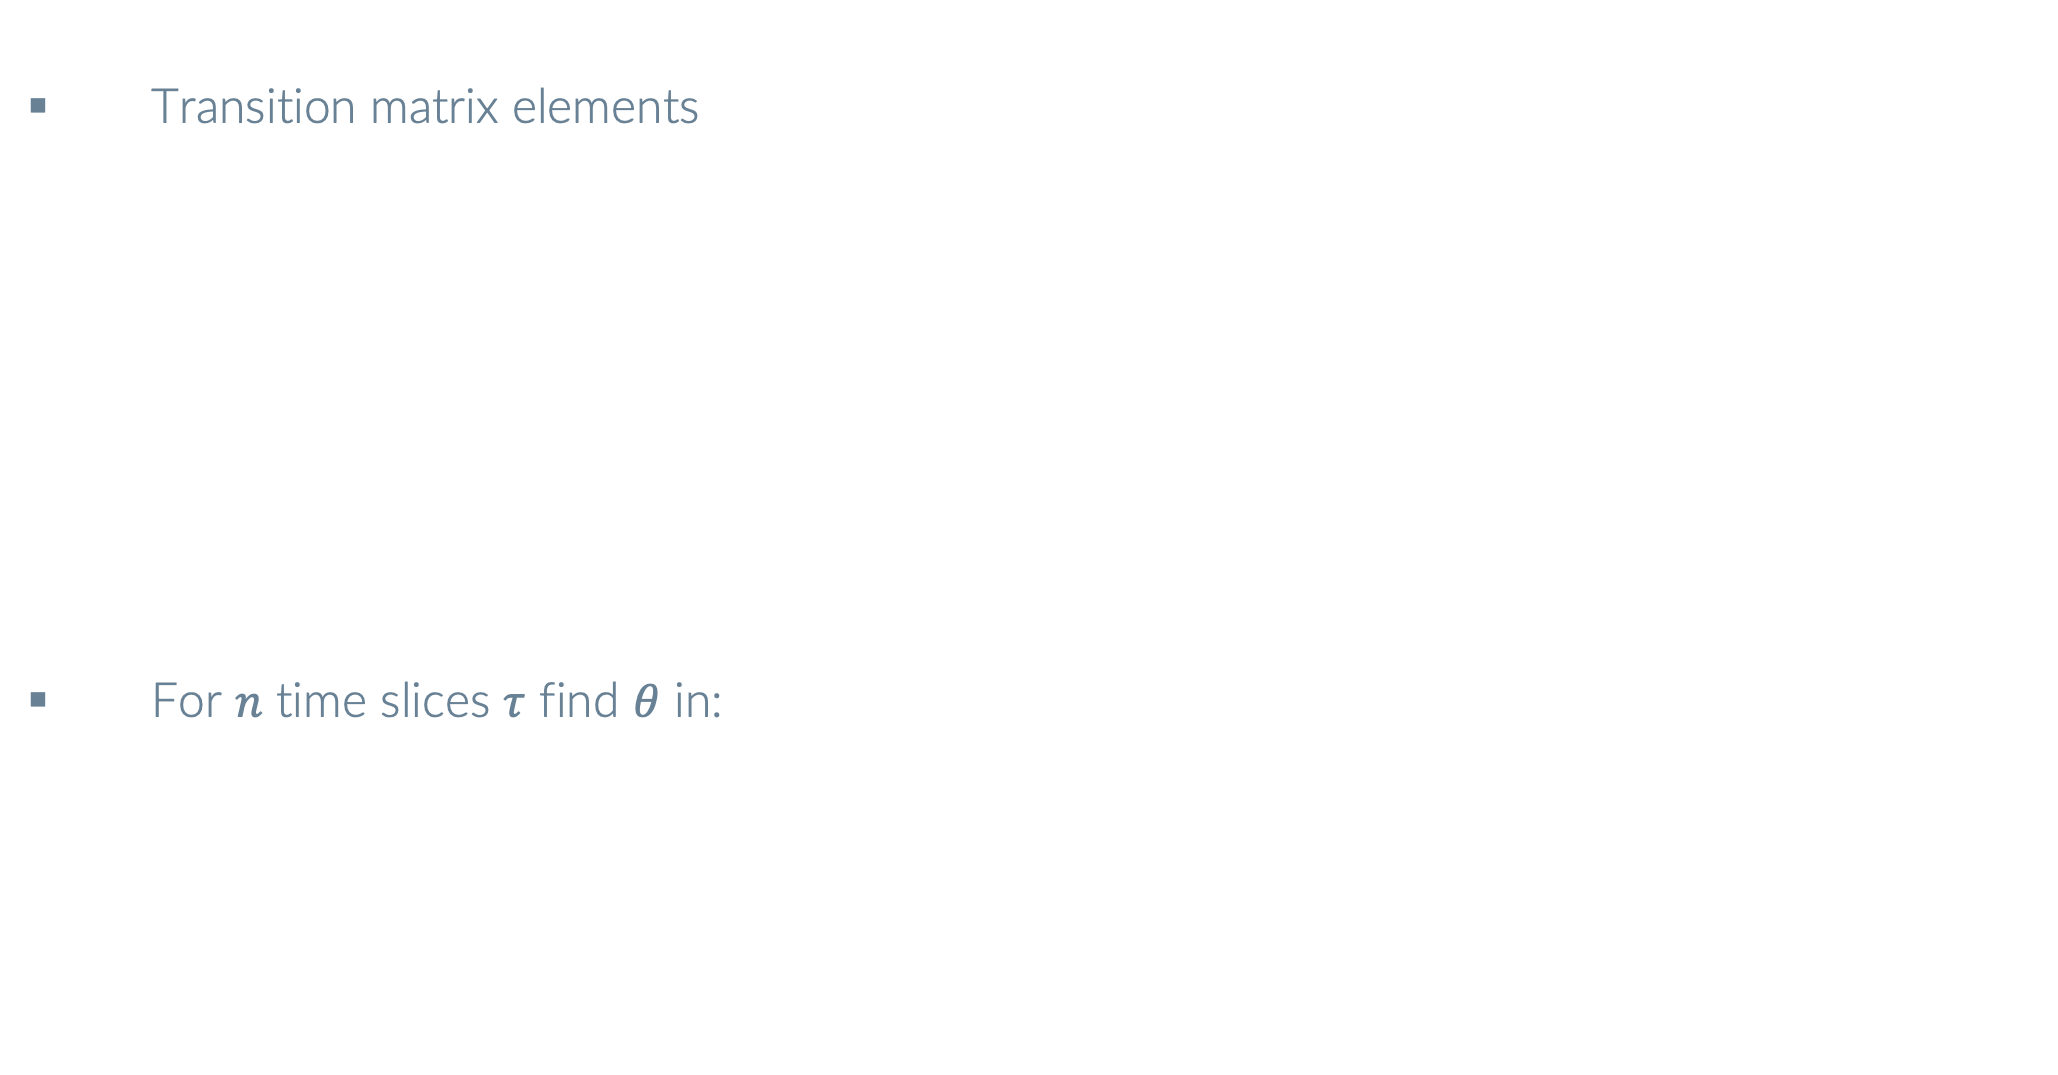 ▪ Transition matrix elements
▪ For n time slices τ find θ in: